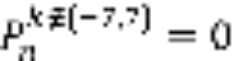 P_n^{k ∉ (-7,7)} = 0